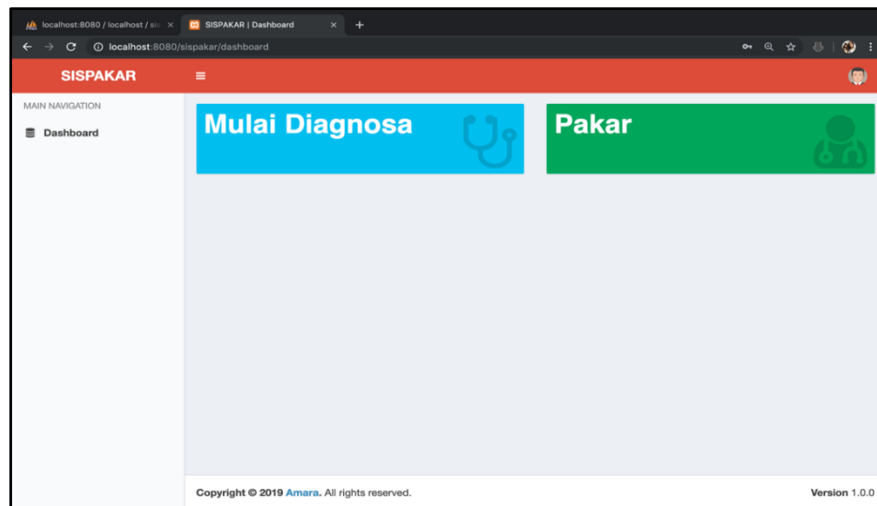 localhost:8080 / localhost / sis
SISPAKAR | Dashboard
localhost:8080/sispakar/dashboard
SISPAKAR
MAIN NAVIGATION
Dashboard
Mulai Diagnosa
Pakar
Copyright © 2019 Amara. All rights reserved.
Version 1.0.0